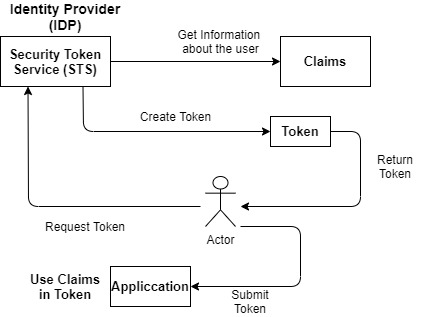 Identity Provider
(IDP)
Security Token
Service (STS)
Get Information
about the user
Claims
Create Token
Token
Return
Token
Request Token
Actor
Use Claims
in Token
Appliccation
Submit
Token